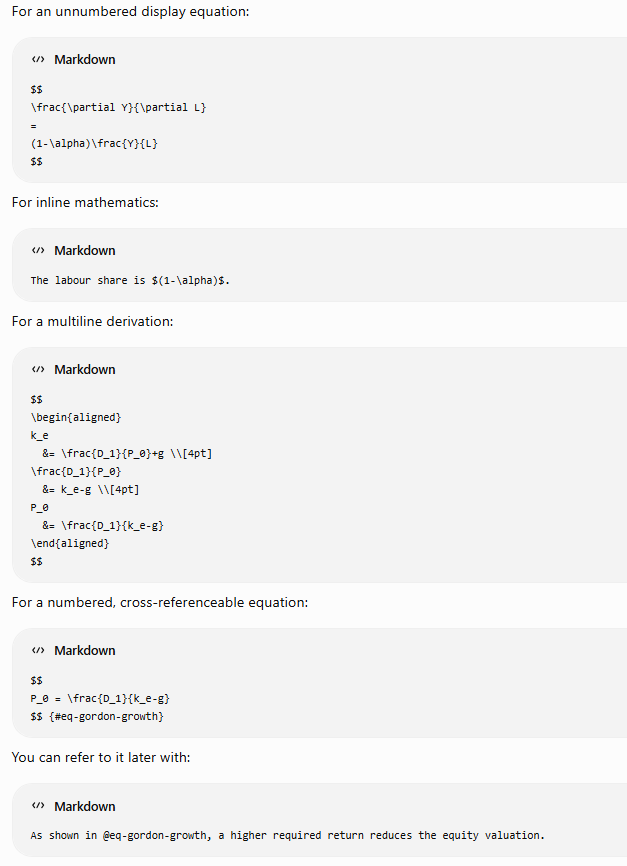 For an unnumbered display equation:
</> Markdown
$$
\frac{\partial Y}{\partial L}
=
(1-\alpha)\frac{Y}{L}
$$
For inline mathematics:
</> Markdown
The labour share is $(1-\alpha)$.
For a multiline derivation:
</> Markdown
$$
\begin{aligned}
k_e
  &= \frac{D_1}{P_0}+g \\[4pt]
\frac{D_1}{P_0}
  &= k_e-g \\[4pt]
P_0
  &= \frac{D_1}{k_e-g}
\end{aligned}
$$
For a numbered, cross-referenceable equation:
</> Markdown
$$
P_0 = \frac{D_1}{k_e-g}
$$ {#eq-gordon-growth}
You can refer to it later with:
</> Markdown
As shown in @eq-gordon-growth, a higher required return reduces the equity valuation.